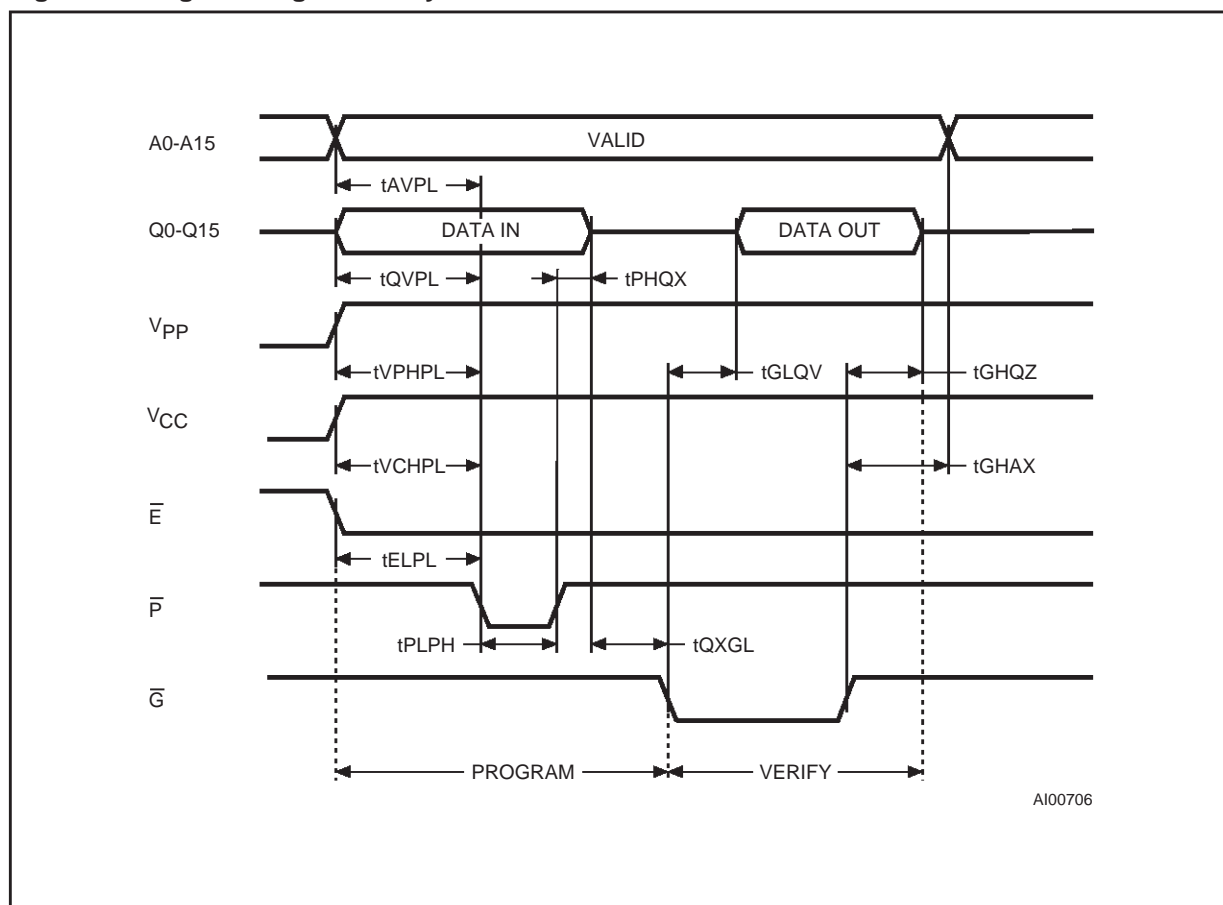 A0-A15
VALID
tAVPL
Q0-Q15
DATA IN
DATA OUT
tQVPL
tPHQX
VPP
tVPHPL
tGLQV
tGHQZ
VCC
tVCHPL
tGHAX
E̅
tELPL
P̅
tPLPH
tQXGL
G̅
PROGRAM
VERIFY
AI00706